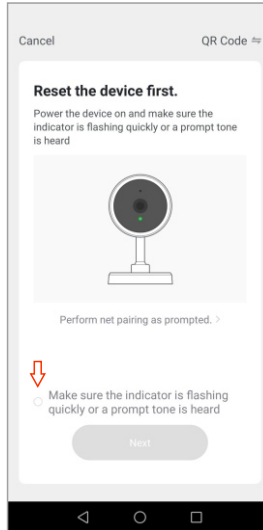 Cancel QR Code
Reset the device first.
Power the device on and make sure the
indicator is flashing quickly or a prompt tone
is heard
Perform net pairing as prompted. >
Make sure the indicator is flashing
quickly or a prompt tone is heard
Next